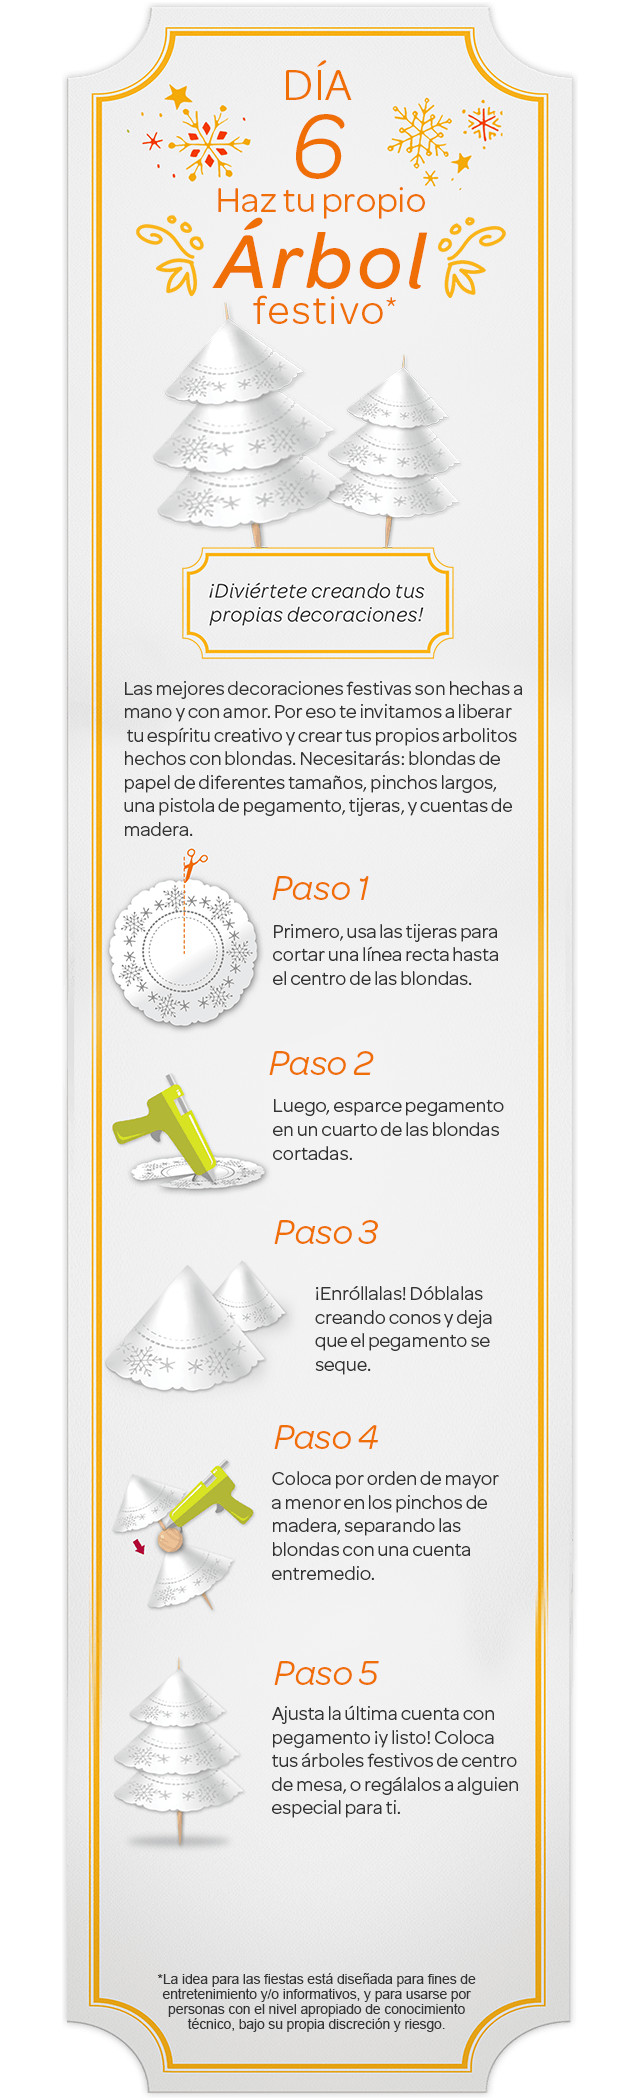 DÍA
6
Haz tu propio
Árbol
festivo*
¡Diviértete creando tus
propias decoraciones!
Las mejores decoraciones festivas son hechas a
mano y con amor. Por eso te invitamos a liberar
tu espíritu creativo y crear tus propios arbolitos
hechos con blondas. Necesitarás: blondas de
papel de diferentes tamaños, pinchos largos,
una pistola de pegamento, tijeras, y cuentas de
madera.
Paso 1
Primero, usa las tijeras para
cortar una línea recta hasta
el centro de las blondas.
Paso 2
Luego, esparce pegamento
en un cuarto de las blondas
cortadas.
Paso 3
¡Enróllalas! Dóblalas
creando conos y deja
que el pegamento se
seque.
Paso 4
Coloca por orden de mayor
a menor en los pinchos de
madera, separando las
blondas con una cuenta
entremedio.
Paso 5
Ajusta la última cuenta con
pegamento ¡y listo! Coloca
tus árboles festivos de centro
de mesa, o regálalos a alguien
especial para ti.
*La idea para las fiestas está diseñada para fines de
entretenimiento y/o informativos, y para usarse por
personas con el nivel apropiado de conocimiento
técnico, bajo su propia discreción y riesgo.